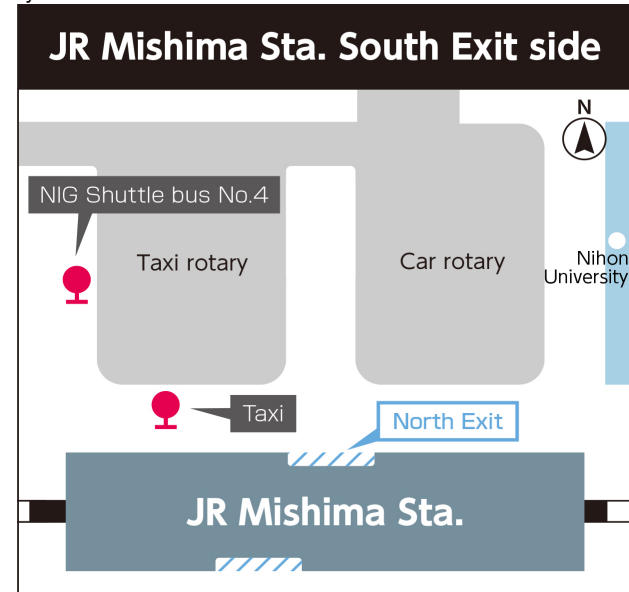 JR Mishima Sta. South Exit side
N
NIG Shuttle bus No.4
Taxi rotary
Car rotary
Nihon
University
Taxi
North Exit
JR Mishima Sta.